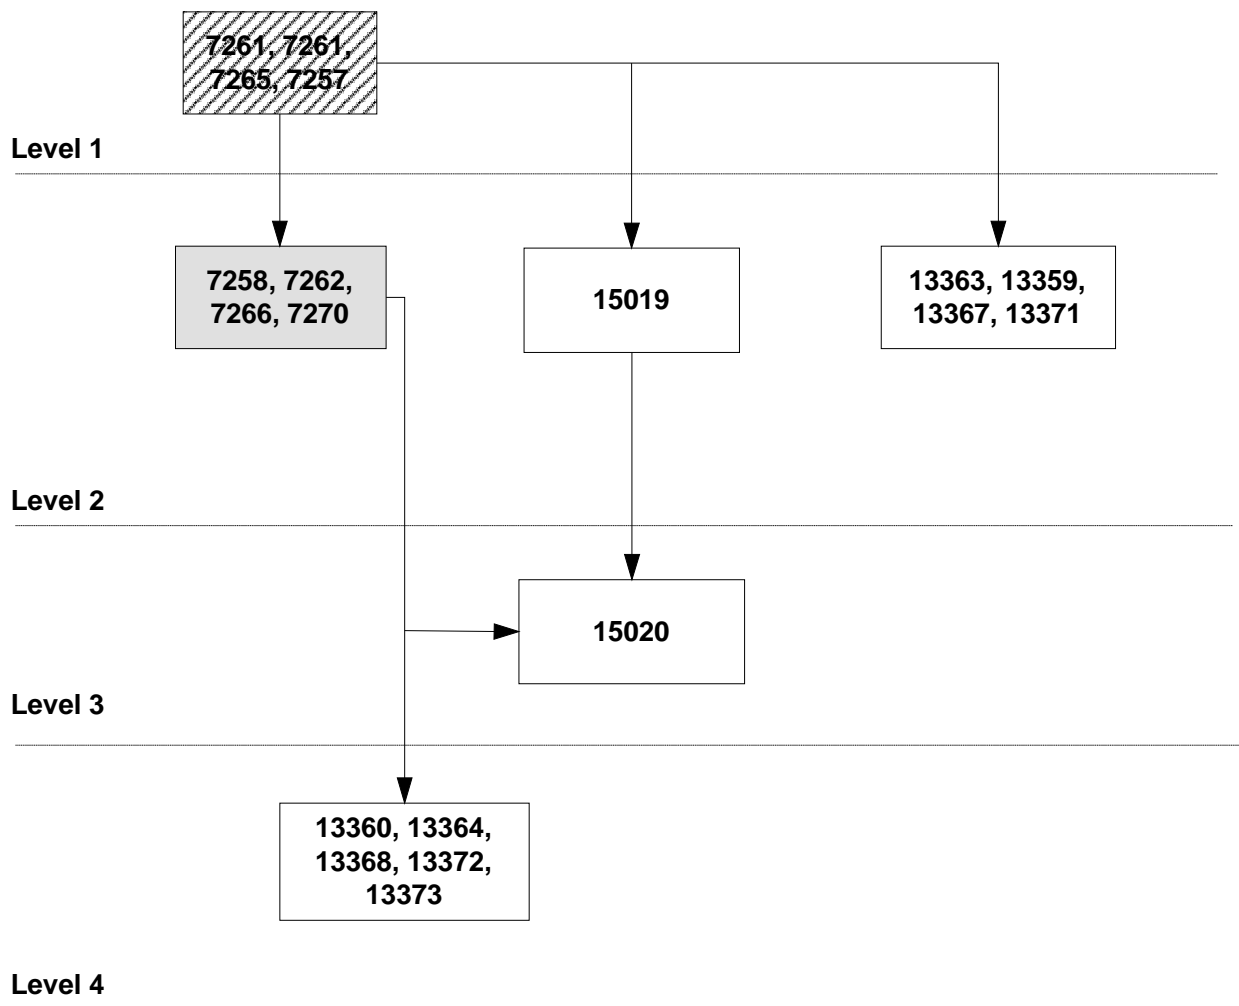 7261, 7261,
7265, 7257
Level 1
7258, 7262,
7266, 7270
15019
13363, 13359,
13367, 13371
Level 2
15020
Level 3
13360, 13364,
13368, 13372,
13373
Level 4